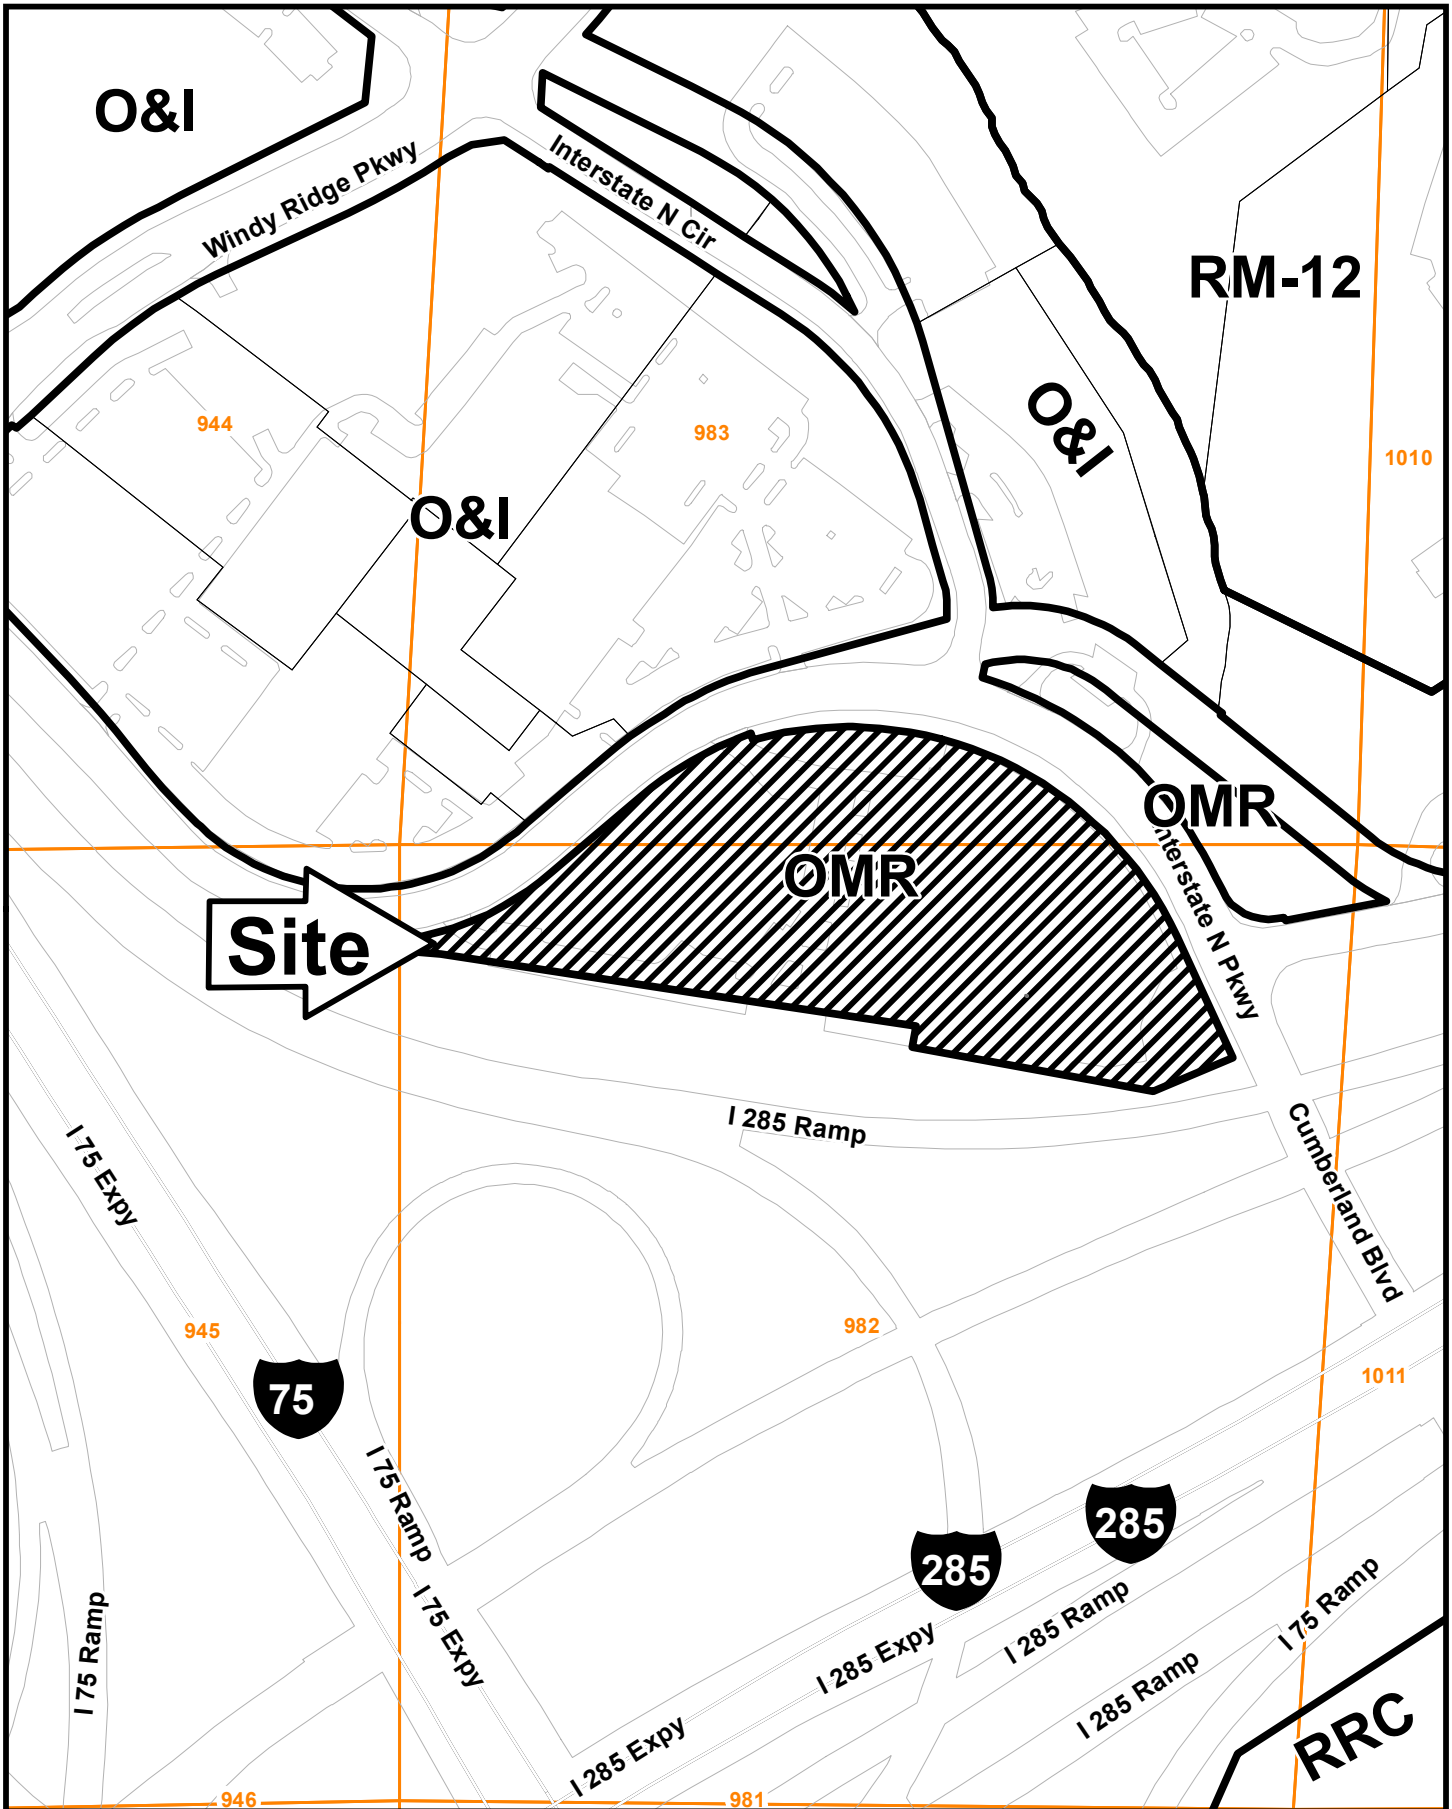 O&I
Windy Ridge Pkwy
Interstate N Cir
RM-12
944
983
O&I
1010
O&I
OMR
OMR
Interstate N Pkwy
Site
I 285 Ramp
Cumberland Blvd
I 75 Expy
945
982
1011
75
I 75 Ramp
285
285
I 75 Expy
I 75 Ramp
I 285 Expy
I 285 Ramp
I 75 Ramp
I 285 Ramp
I 285 Expy
RRC
946
981